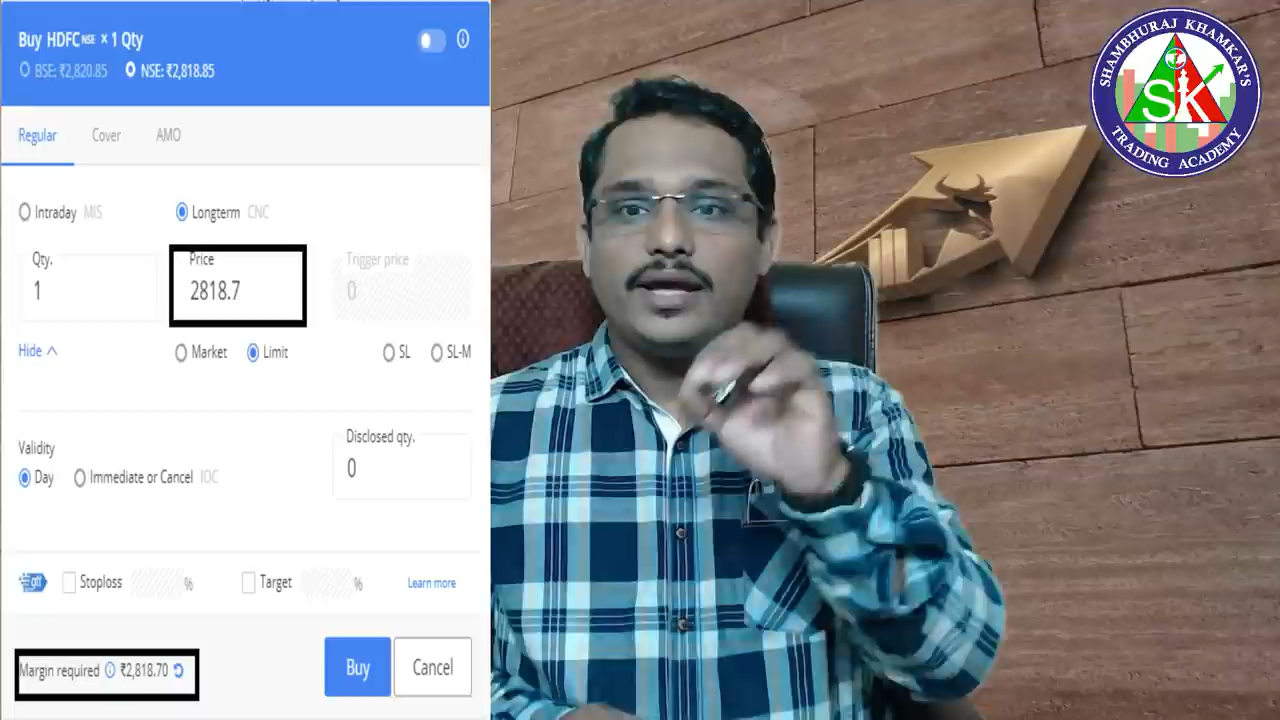 Buy HDFC NSE × 1 Qty
BSE: ₹2,820.85 NSE: ₹2,818.85
Regular Cover AMO
Intraday MIS Longterm CNC
Qty. Price Trigger price
1 2818.7 0
Hide Market Limit SL SL-M
Validity Disclosed qty.
Day Immediate or Cancel IOC 0
gtt Stoploss % Target % Learn more
Margin required ₹2,818.70 Buy Cancel
SHAMBHURAJ KHAMKAR'S
SK
TRADING ACADEMY